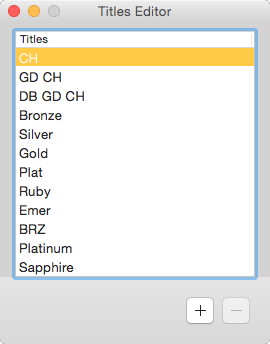 Titles Editor
Titles
CH
GD CH
DB GD CH
Bronze
Silver
Gold
Plat
Ruby
Emer
BRZ
Platinum
Sapphire